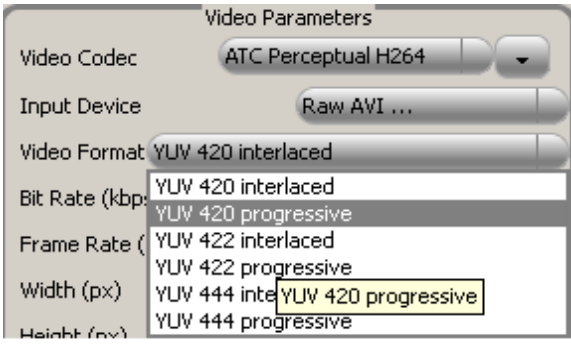 Video Parameters
Video Codec ATC Perceptual H264
Input Device Raw AVI ...
Video Format YUV 420 interlaced
Bit Rate (kbp: YUV 420 interlaced
YUV 420 progressive
Frame Rate ( YUV 422 interlaced
YUV 422 progressive
Width (px) YUV 444 inte YUV 420 progressive
Height (px) YUV 444 progressive